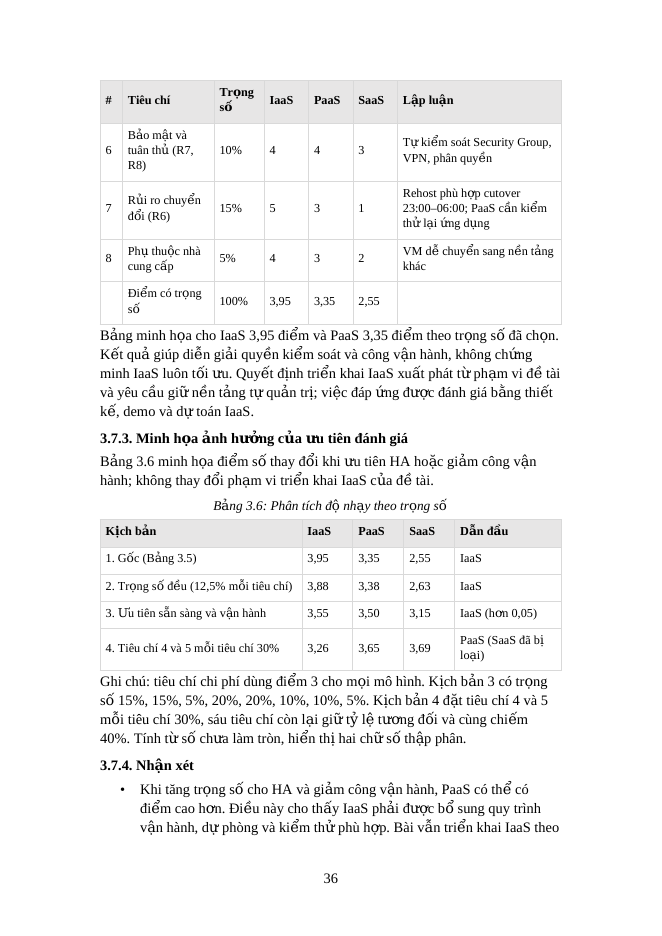 # Tiêu chí Trọng số IaaS PaaS SaaS Lập luận
6 Bảo mật và tuân thủ (R7, R8) 10% 4 4 3 Tự kiểm soát Security Group, VPN, phân quyền
7 Rủi ro chuyển đổi (R6) 15% 5 3 1 Rehost phù hợp cutover 23:00–06:00; PaaS cần kiểm thử lại ứng dụng
8 Phụ thuộc nhà cung cấp 5% 4 3 2 VM dễ chuyển sang nền tảng khác
Điểm có trọng số 100% 3,95 3,35 2,55
Bảng minh họa cho IaaS 3,95 điểm và PaaS 3,35 điểm theo trọng số đã chọn.
Kết quả giúp diễn giải quyền kiểm soát và công vận hành, không chứng
minh IaaS luôn tối ưu. Quyết định triển khai IaaS xuất phát từ phạm vi đề tài
và yêu cầu giữ nền tảng tự quản trị; việc đáp ứng được đánh giá bằng thiết
kế, demo và dự toán IaaS.
3.7.3. Minh họa ảnh hưởng của ưu tiên đánh giá
Bảng 3.6 minh họa điểm số thay đổi khi ưu tiên HA hoặc giảm công vận
hành; không thay đổi phạm vi triển khai IaaS của đề tài.
Bảng 3.6: Phân tích độ nhạy theo trọng số
Kịch bản IaaS PaaS SaaS Dẫn đầu
1. Gốc (Bảng 3.5) 3,95 3,35 2,55 IaaS
2. Trọng số đều (12,5% mỗi tiêu chí) 3,88 3,38 2,63 IaaS
3. Ưu tiên sẵn sàng và vận hành 3,55 3,50 3,15 IaaS (hơn 0,05)
4. Tiêu chí 4 và 5 mỗi tiêu chí 30% 3,26 3,65 3,69 PaaS (SaaS đã bị loại)
Ghi chú: tiêu chí chi phí dùng điểm 3 cho mọi mô hình. Kịch bản 3 có trọng
số 15%, 15%, 5%, 20%, 20%, 10%, 10%, 5%. Kịch bản 4 đặt tiêu chí 4 và 5
mỗi tiêu chí 30%, sáu tiêu chí còn lại giữ tỷ lệ tương đối và cùng chiếm
40%. Tính từ số chưa làm tròn, hiển thị hai chữ số thập phân.
3.7.4. Nhận xét
• Khi tăng trọng số cho HA và giảm công vận hành, PaaS có thể có
điểm cao hơn. Điều này cho thấy IaaS phải được bổ sung quy trình
vận hành, dự phòng và kiểm thử phù hợp. Bài vẫn triển khai IaaS theo
36